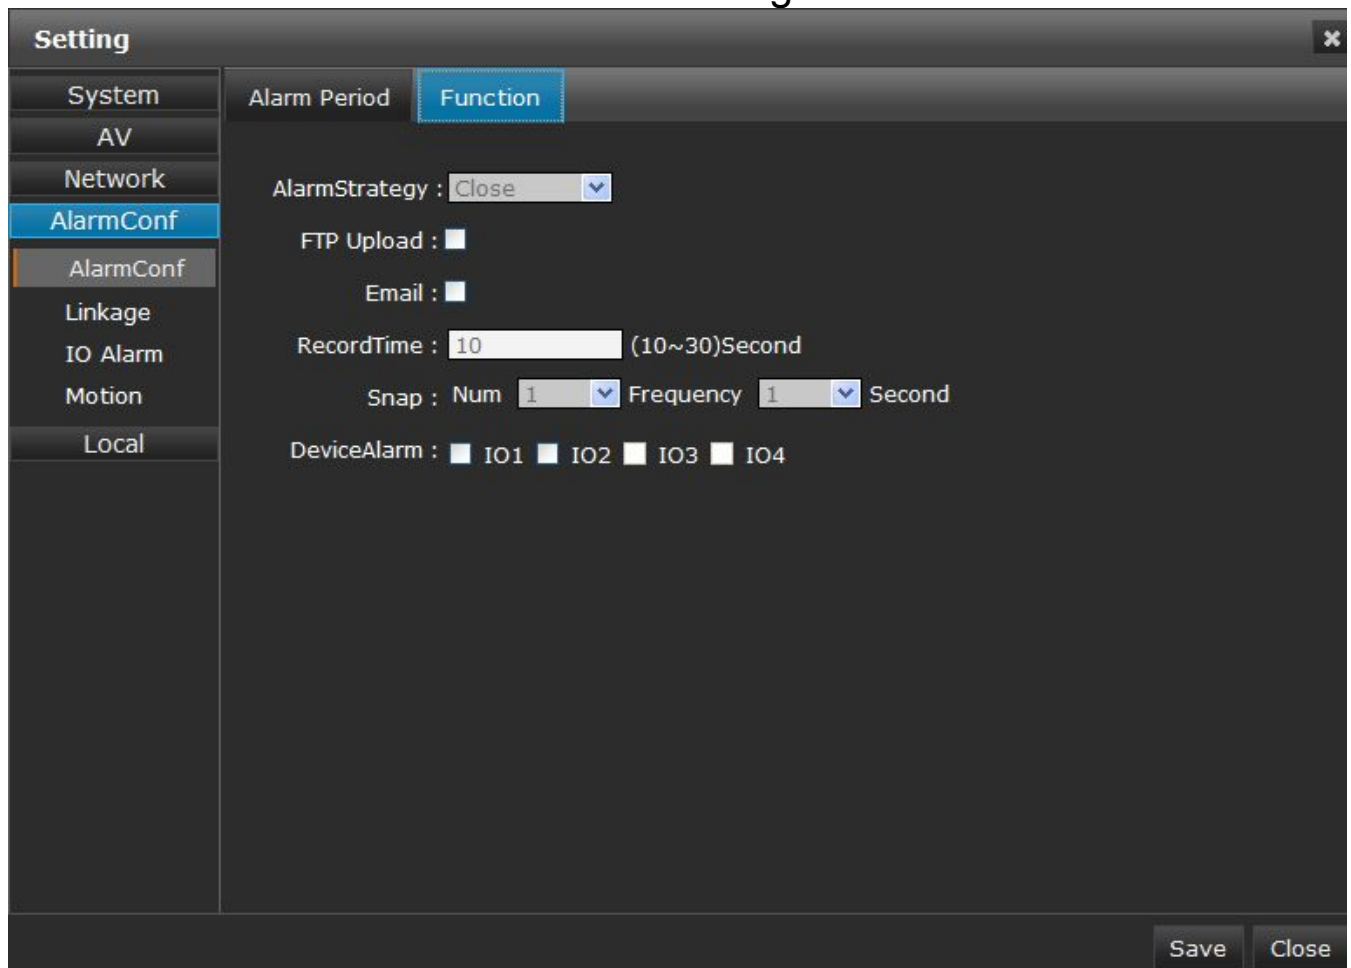 Setting
System
Alarm Period Function
AV
Network
AlarmStrategy : Close
AlarmConf
FTP Upload :
AlarmConf
Email :
Linkage
RecordTime : 10 (10~30)Second
IO Alarm
Motion
Snap : Num 1 Frequency 1 Second
Local
DeviceAlarm : IO1 IO2 IO3 IO4
Save Close